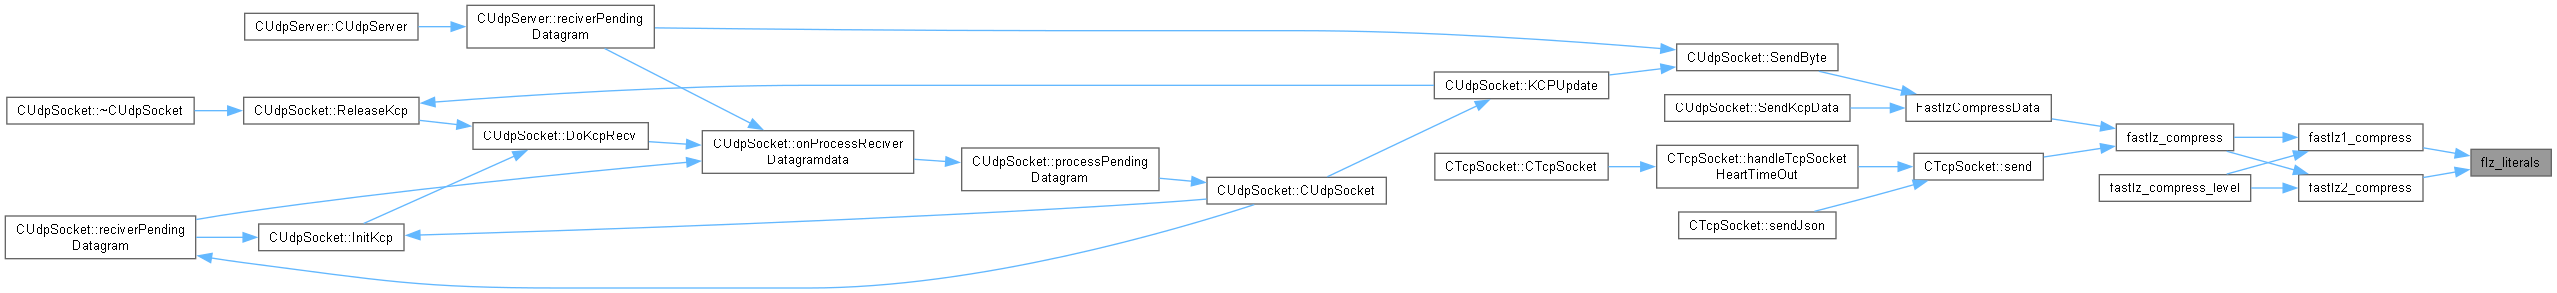 CUdpServer::CUdpServer
CUdpServer::reciverPending
Datagram
CUdpSocket::~CUdpSocket
CUdpSocket::ReleaseKcp
CUdpSocket::DoKcpRecv
CUdpSocket::onProcessReciver
Datagramdata
CUdpSocket::processPending
Datagram
CUdpSocket::CUdpSocket
CUdpSocket::reciverPending
Datagram
CUdpSocket::InitKcp
CUdpSocket::KCPUpdate
CTcpSocket::CTcpSocket
CUdpSocket::SendByte
CUdpSocket::SendKcpData
CTcpSocket::handleTcpSocket
HeartTimeOut
CTcpSocket::sendJson
FastlzCompressData
CTcpSocket::send
fastlz_compress
fastlz_compress_level
fastlz1_compress
fastlz2_compress
flz_literals